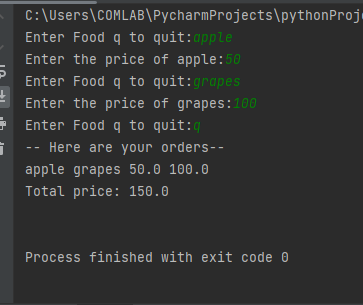 C:\Users\COMLAB\PycharmProjects\pythonProj
Enter Food q to quit:apple
Enter the price of apple:50
Enter Food q to quit:grapes
Enter the price of grapes:100
Enter Food q to quit:q
-- Here are your orders--
apple grapes 50.0 100.0
Total price: 150.0
Process finished with exit code 0